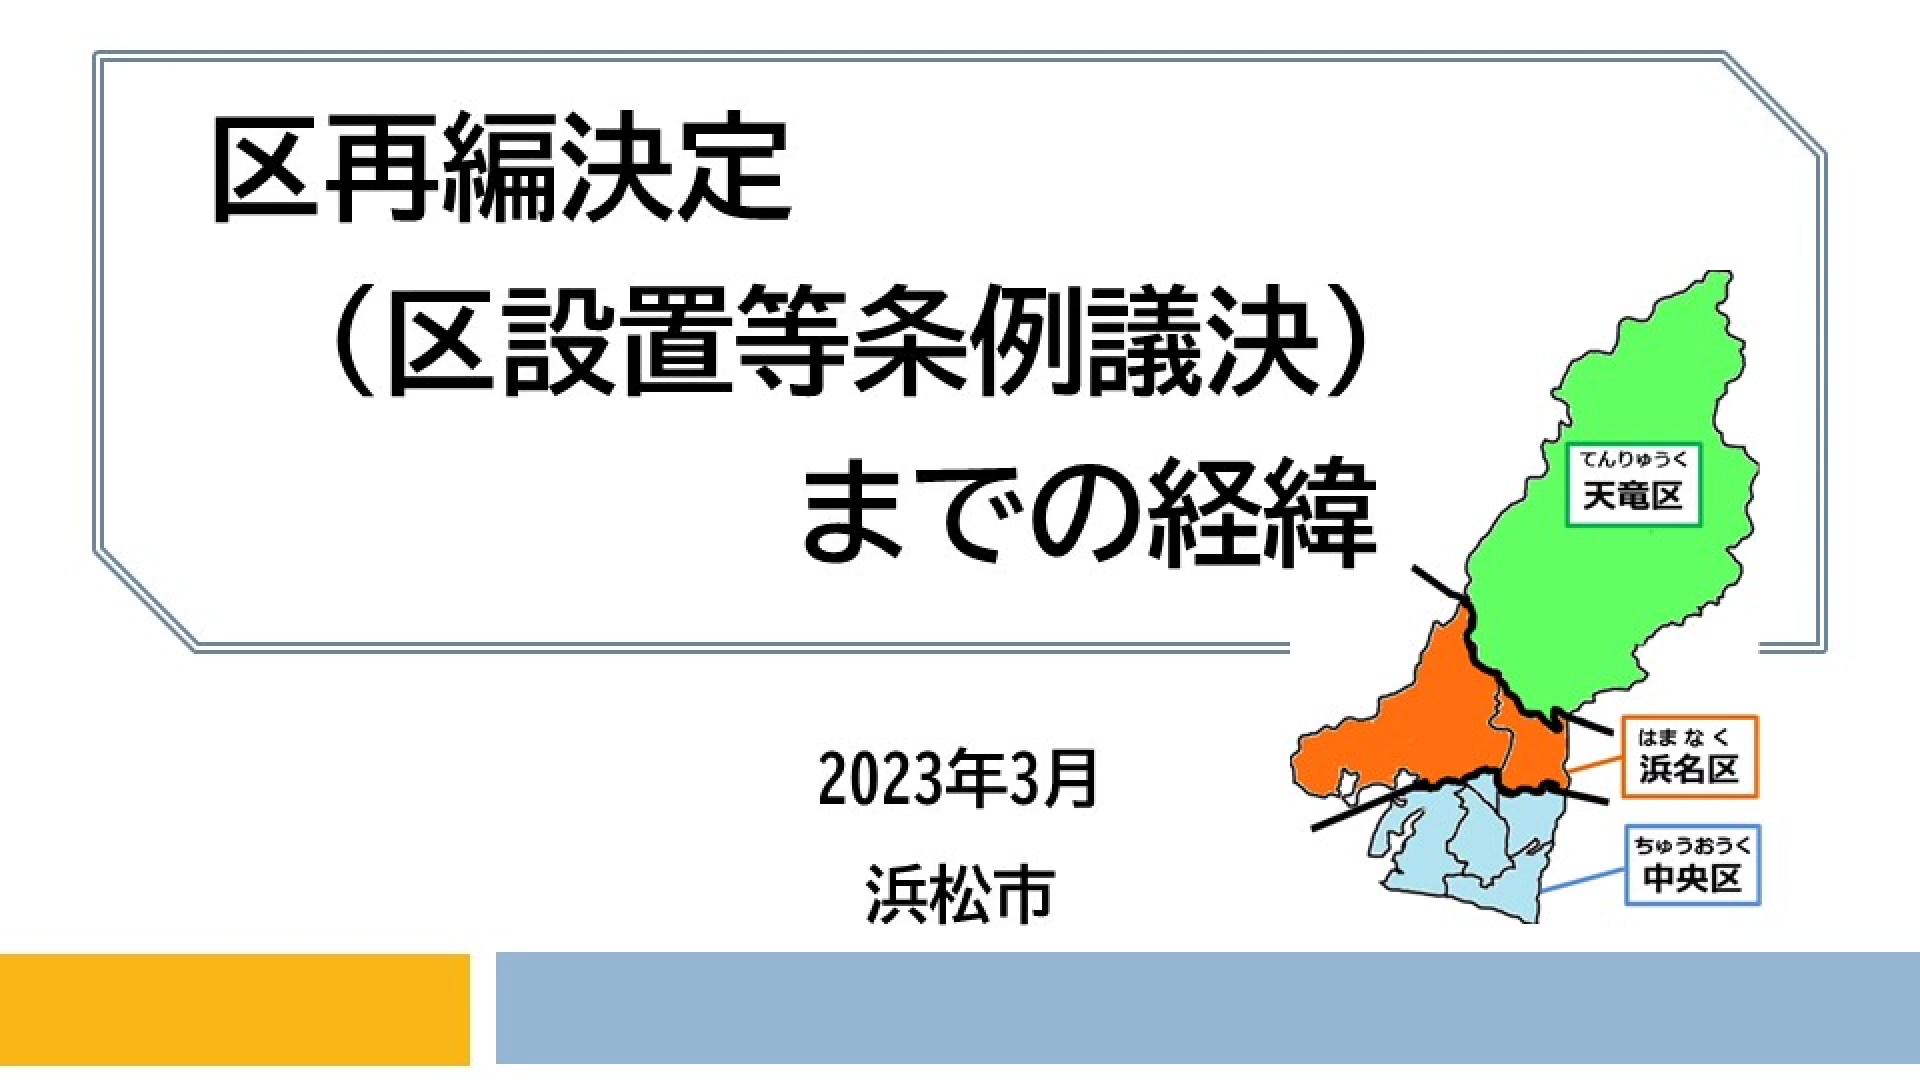 区再編決定
（区設置等条例議決）
までの経緯
2023年3月
浜松市
てんりゅうく
天竜区
はまなく
浜名区
ちゅうおうく
中央区